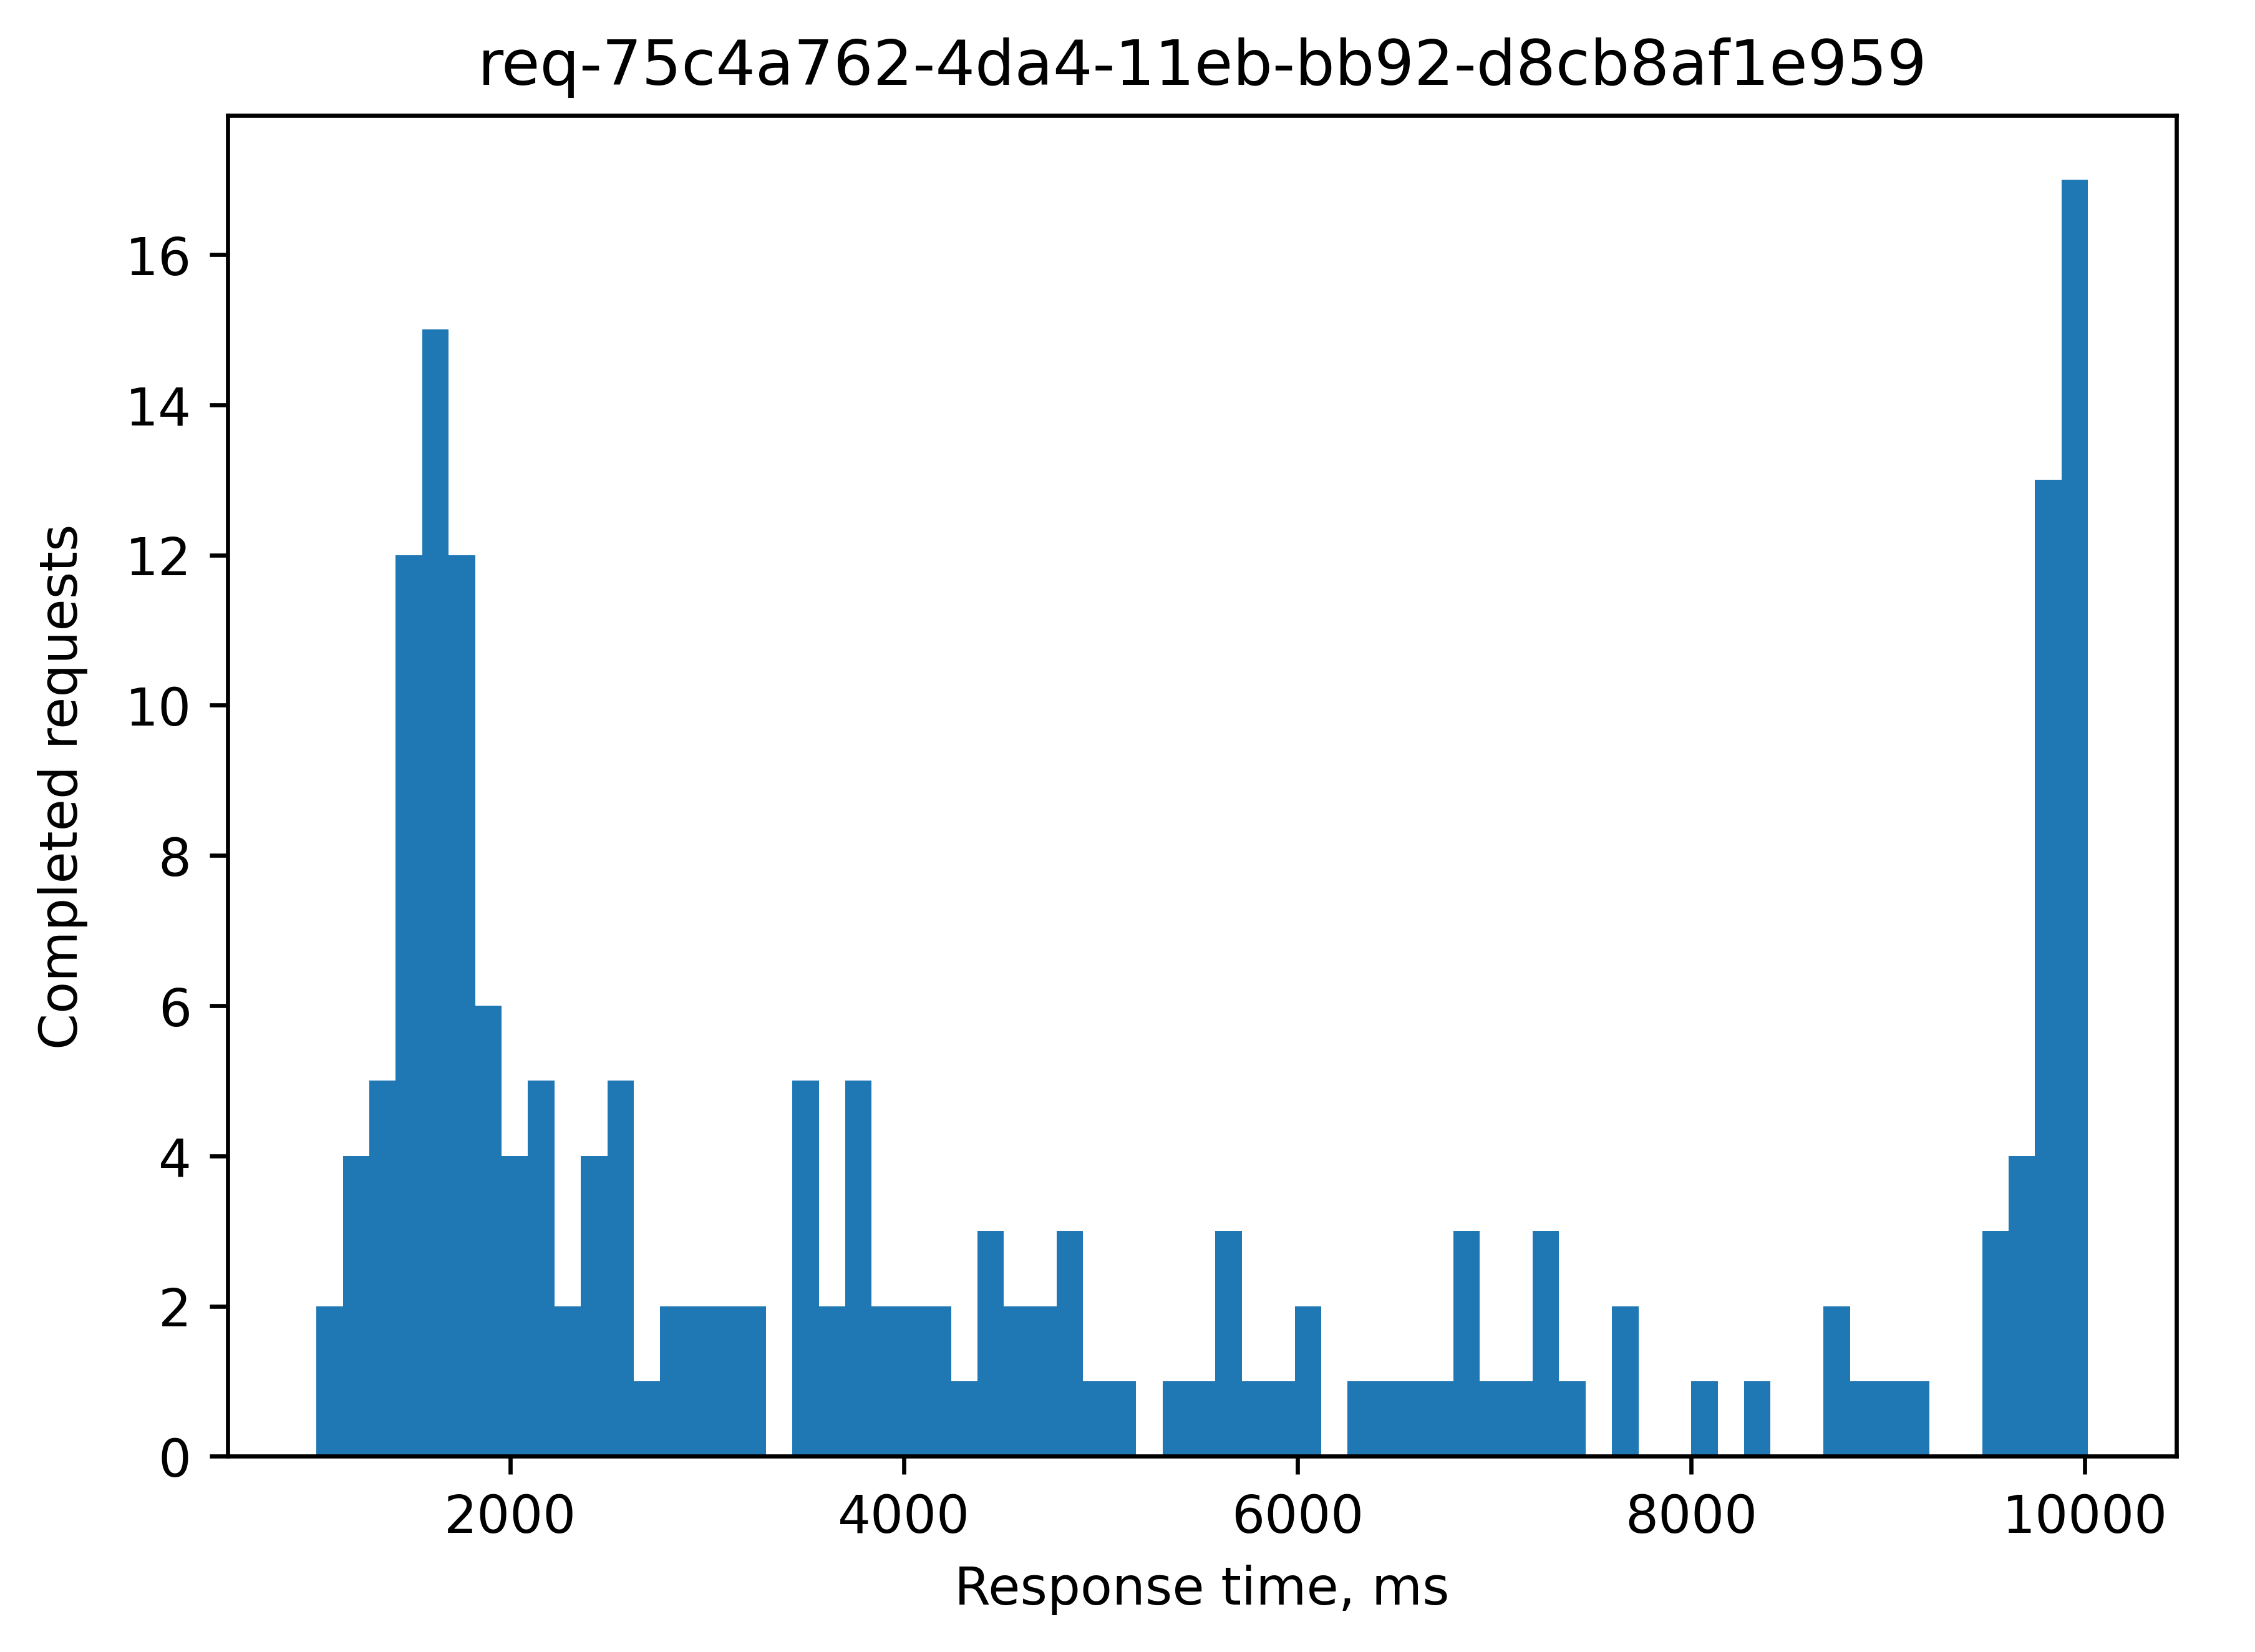 req-75c4a762-4da4-11eb-bb92-d8cb8af1e959
Completed requests
16
14
12
10
8
6
4
2
0
2000 4000 6000 8000 10000
Response time, ms